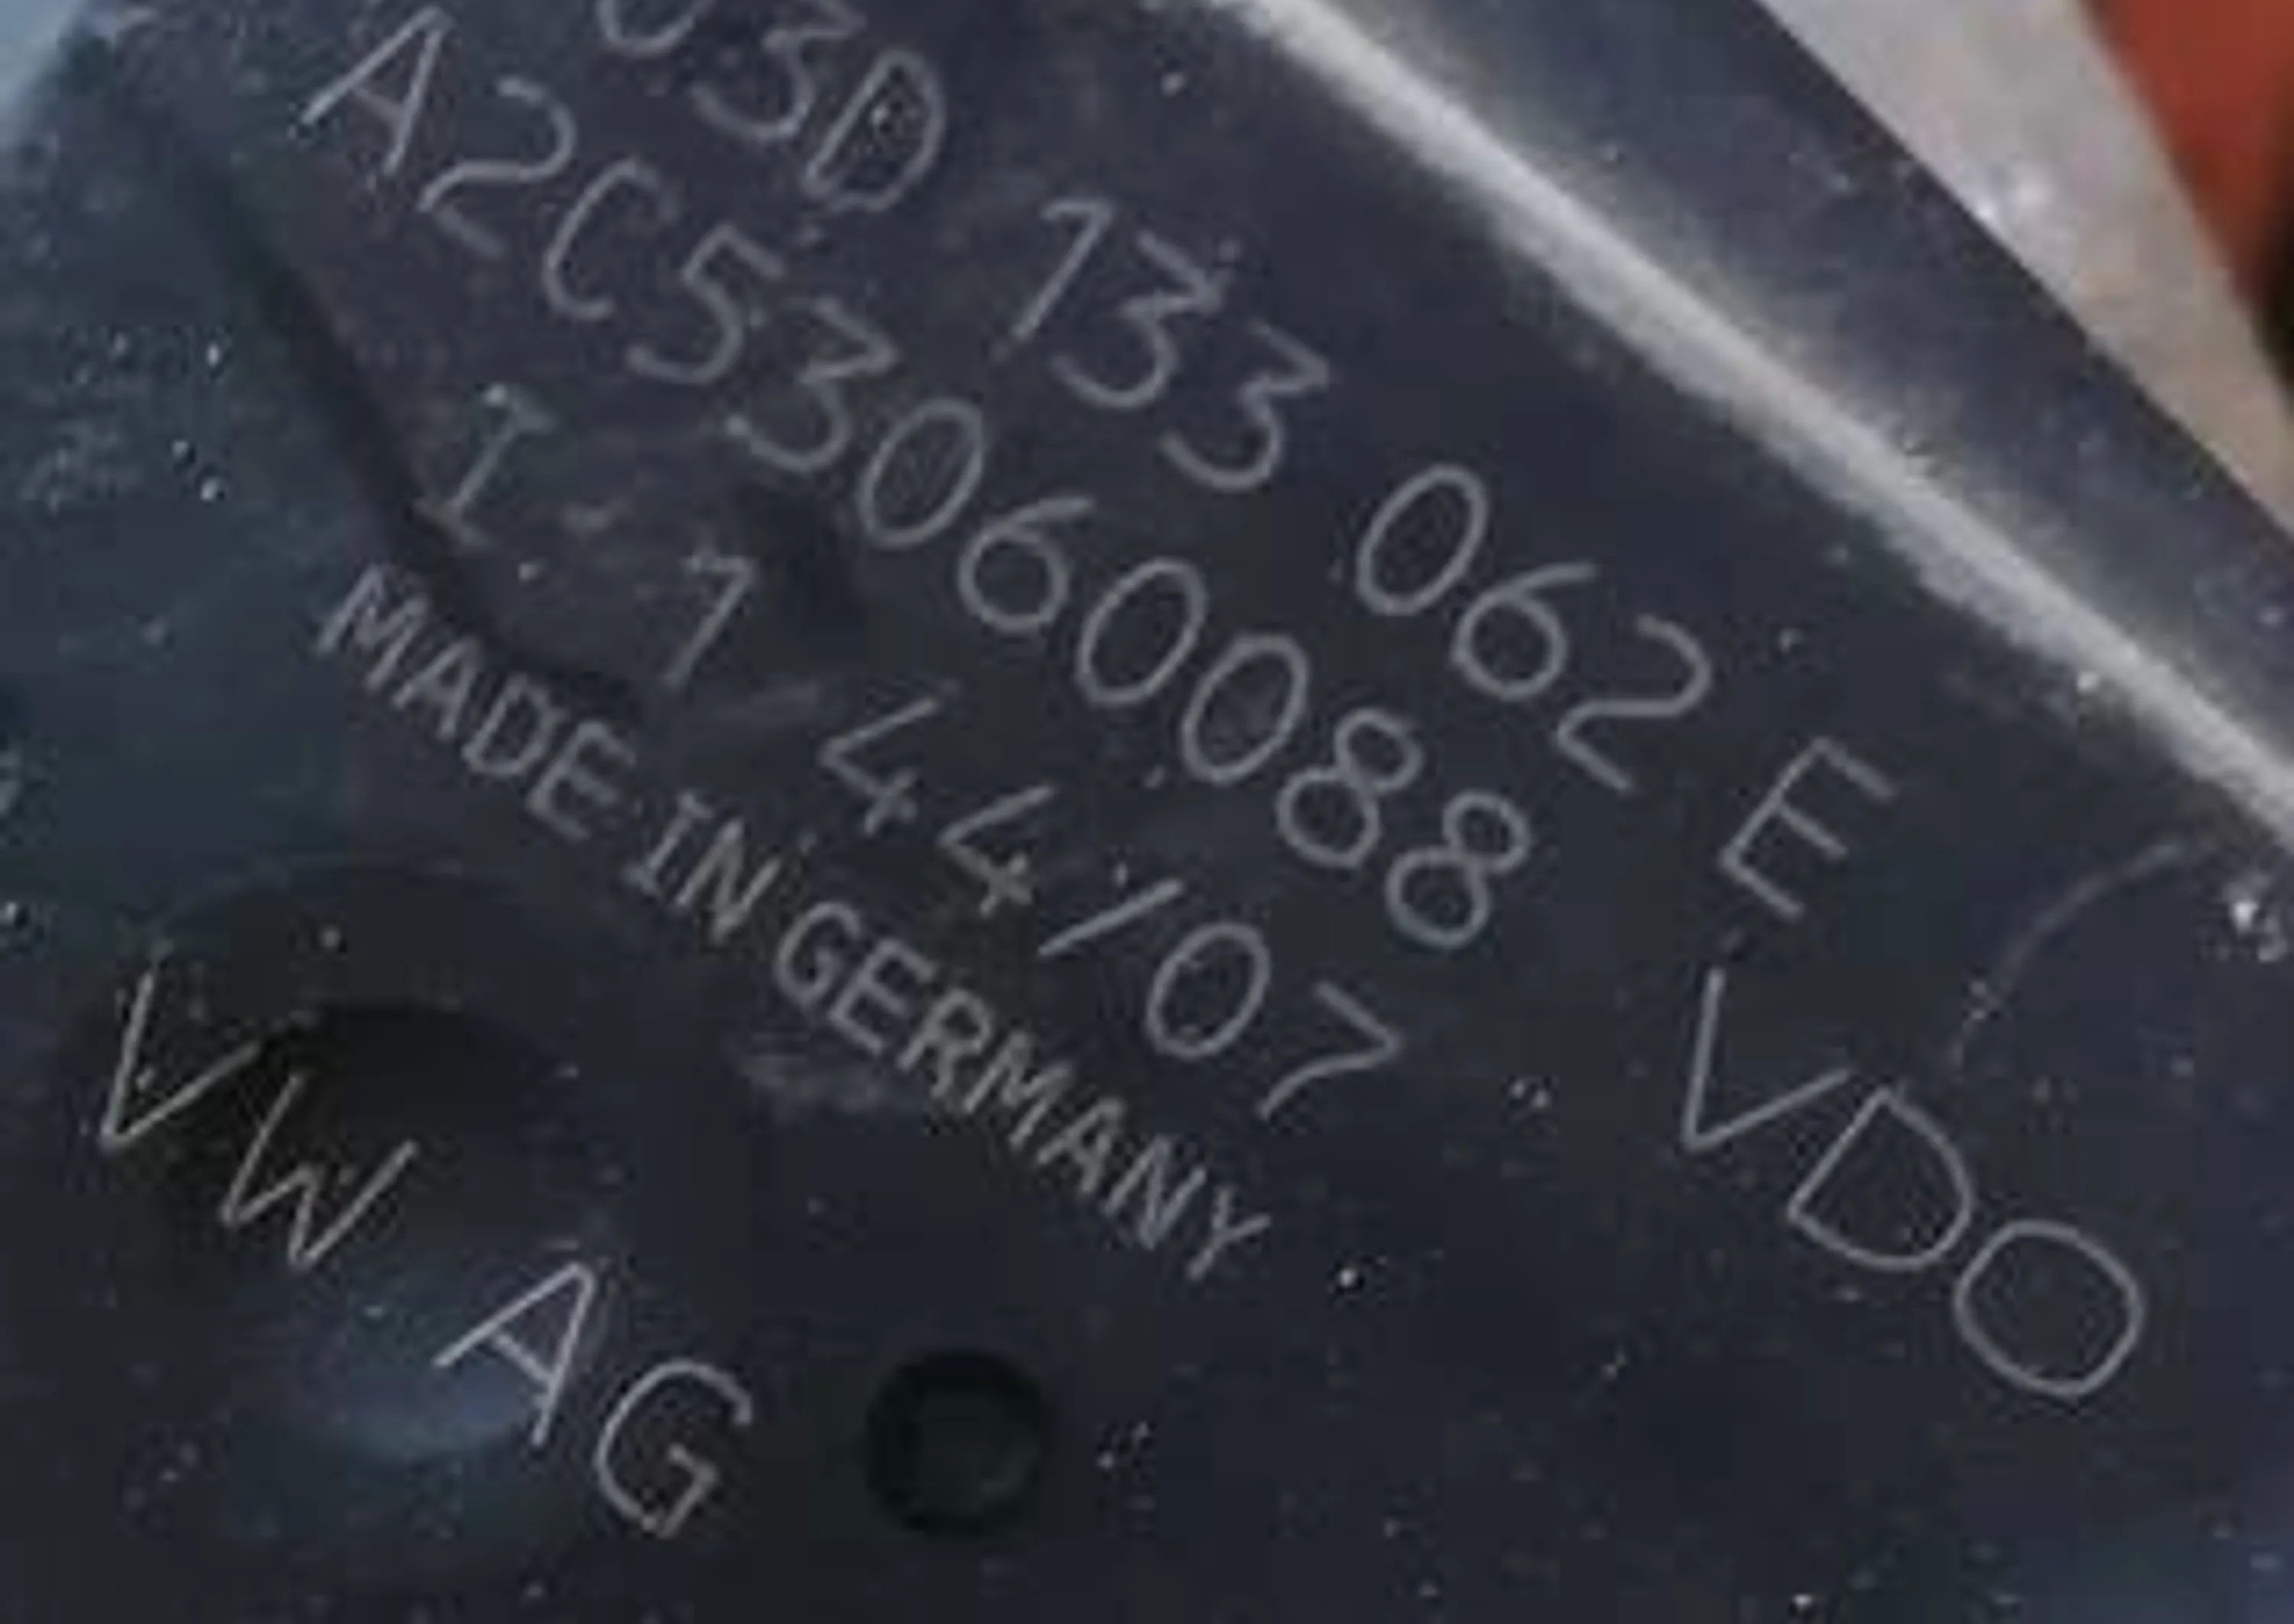 03D 133 062 E
A2C53060088
I-1 44/07
VDO
MADE IN GERMANY
VW AG